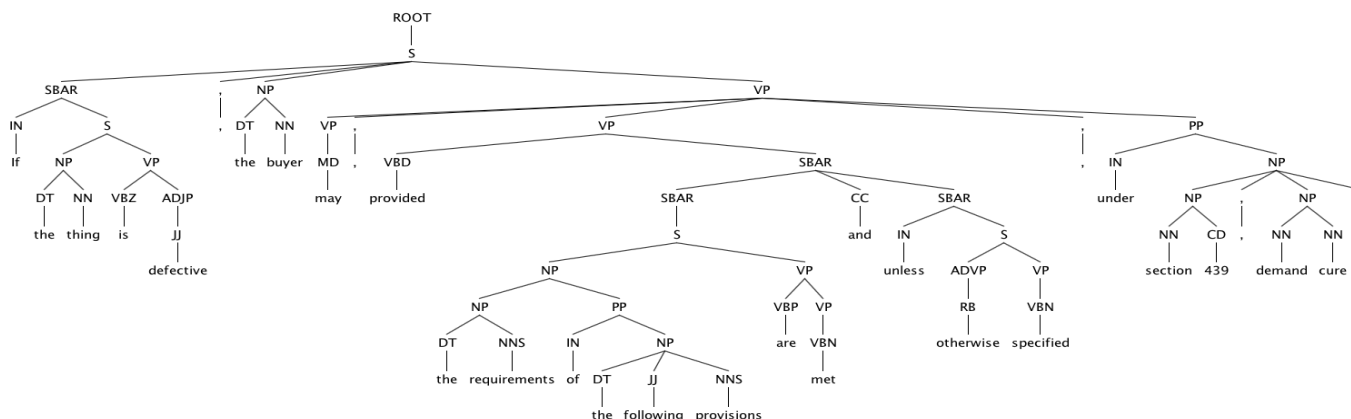 ROOT
S
SBAR , NP VP
IN S DT NN VP , VP , PP
If NP VP , the buyer MD , VBD SBAR , IN NP
DT NN VBZ ADJP may provided SBAR CC SBAR under NP , NP
the thing is JJ S and IN S NN CD , NN NN
defective NP VP unless ADVP VP section 439 demand cure
NP PP VBP VP RB VBN
DT NNS IN NP are VBN otherwise specified
the requirements of DT JJ NNS met
the following provisions